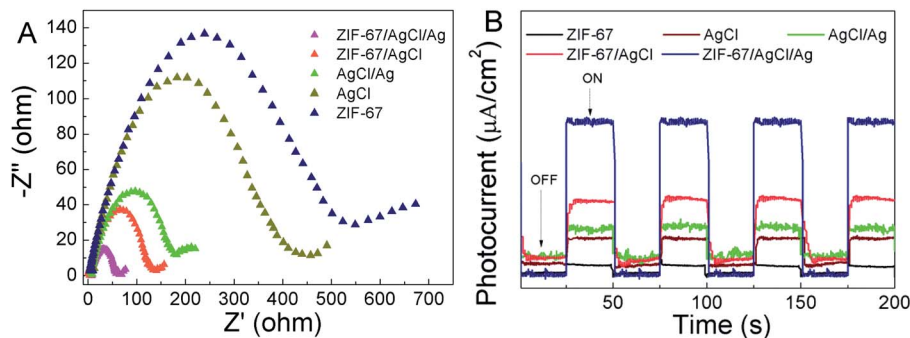 A
-Z" (ohm)
140
120
100
80
60
40
20
0
0 100 200 300 400 500 600 700
Z' (ohm)
ZIF-67/AgCl/Ag
ZIF-67/AgCl
AgCl/Ag
AgCl
ZIF-67
B
Photocurrent (μA/cm²)
ZIF-67 AgCl AgCl/Ag
ZIF-67/AgCl ZIF-67/AgCl/Ag
ON
OFF
50 100 150 200
Time (s)